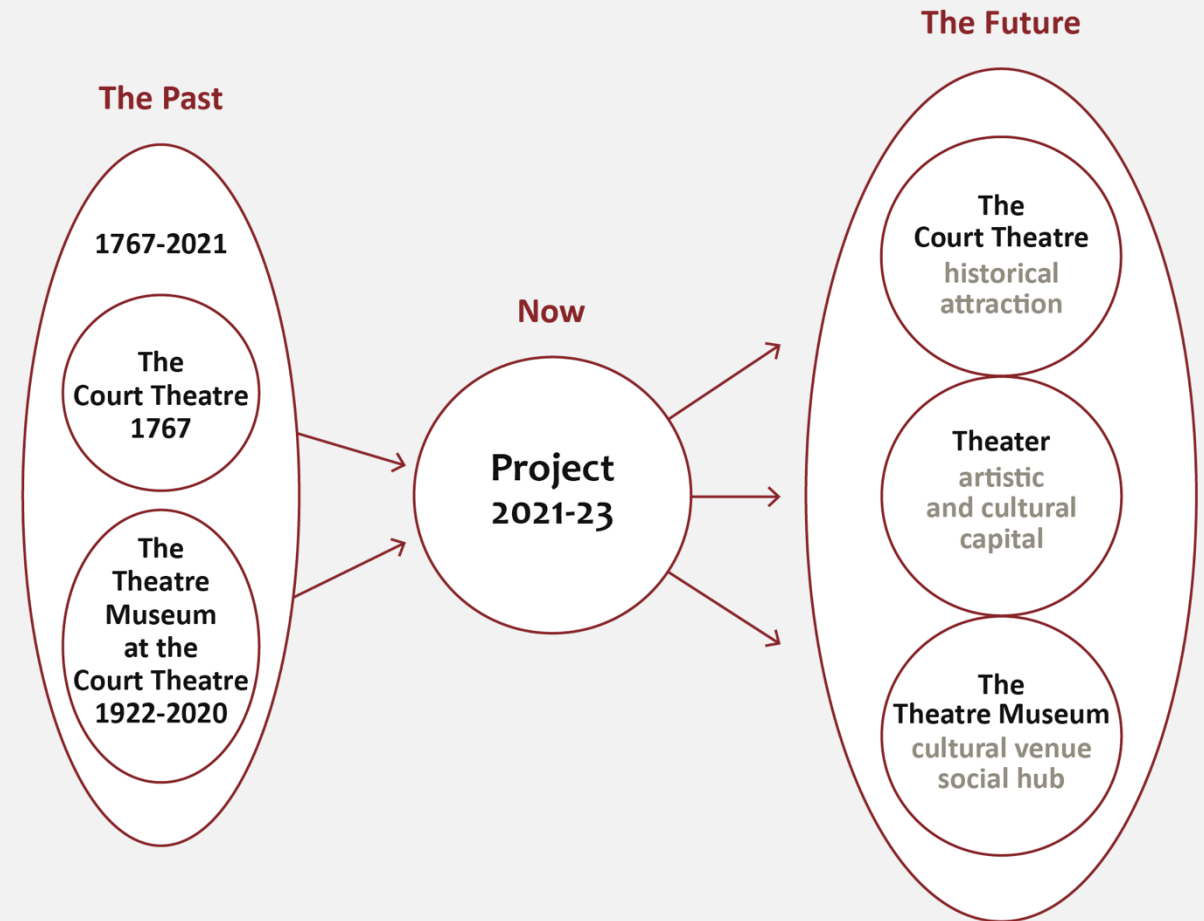 The Past
1767-2021
The
Court Theatre
1767
The
Theatre
Museum
at the
Court Theatre
1922-2020
Now
Project
2021-23
The Future
The
Court Theatre
historical
attraction
Theater
artistic
and cultural
capital
The
Theatre Museum
cultural venue
social hub